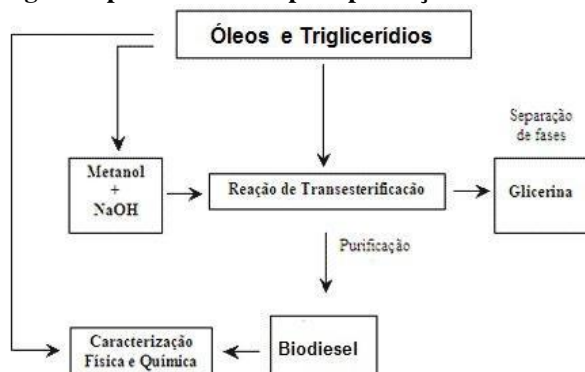 Óleos e Triglicerídios
Separação
de fases
Metanol
+
NaOH
Reação de Transesterificacão
Glicerina
Purificação
Caracterização
Física e Química
Biodiesel